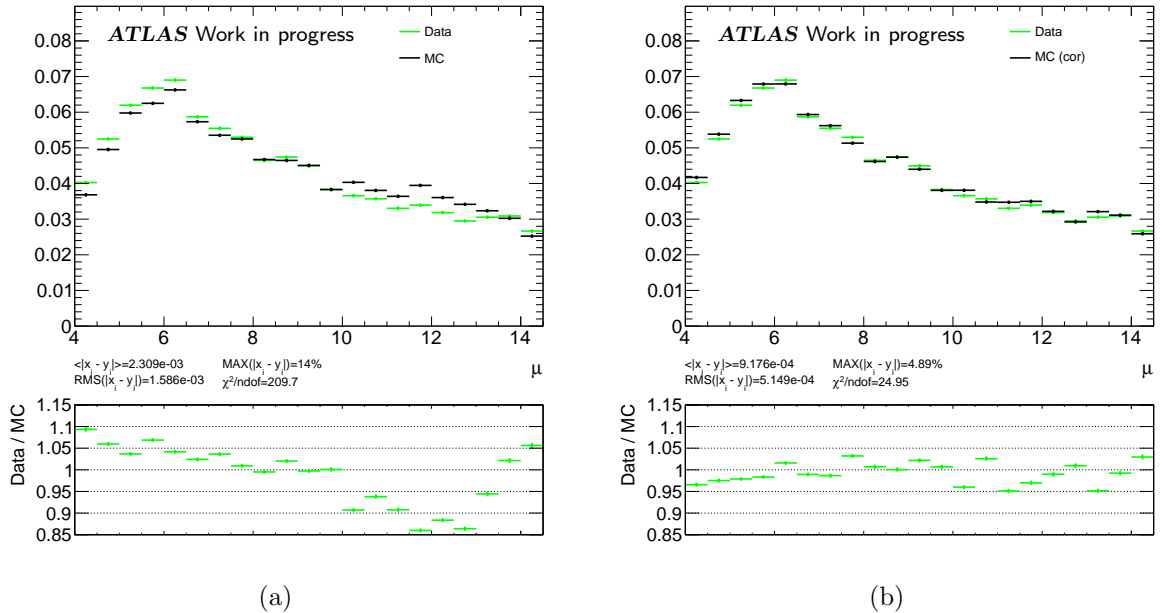 ATLAS Work in progress
Data
MC
0.08
0.07
0.06
0.05
0.04
0.03
0.02
0.01
0
4 6 8 10 12 14
<|x_i - y_i|>=2.309e-03 MAX(|x_i - y_i|)=14%
RMS(|x_i - y_i|)=1.586e-03 χ²/ndof=209.7
μ
Data / MC
1.15
1.1
1.05
1
0.95
0.9
0.85
(a)
ATLAS Work in progress
Data
MC (cor)
0.08
0.07
0.06
0.05
0.04
0.03
0.02
0.01
0
4 6 8 10 12 14
<|x_i - y_i|>=9.176e-04 MAX(|x_i - y_i|)=4.89%
RMS(|x_i - y_i|)=5.149e-04 χ²/ndof=24.95
μ
Data / MC
1.15
1.1
1.05
1
0.95
0.9
0.85
(b)